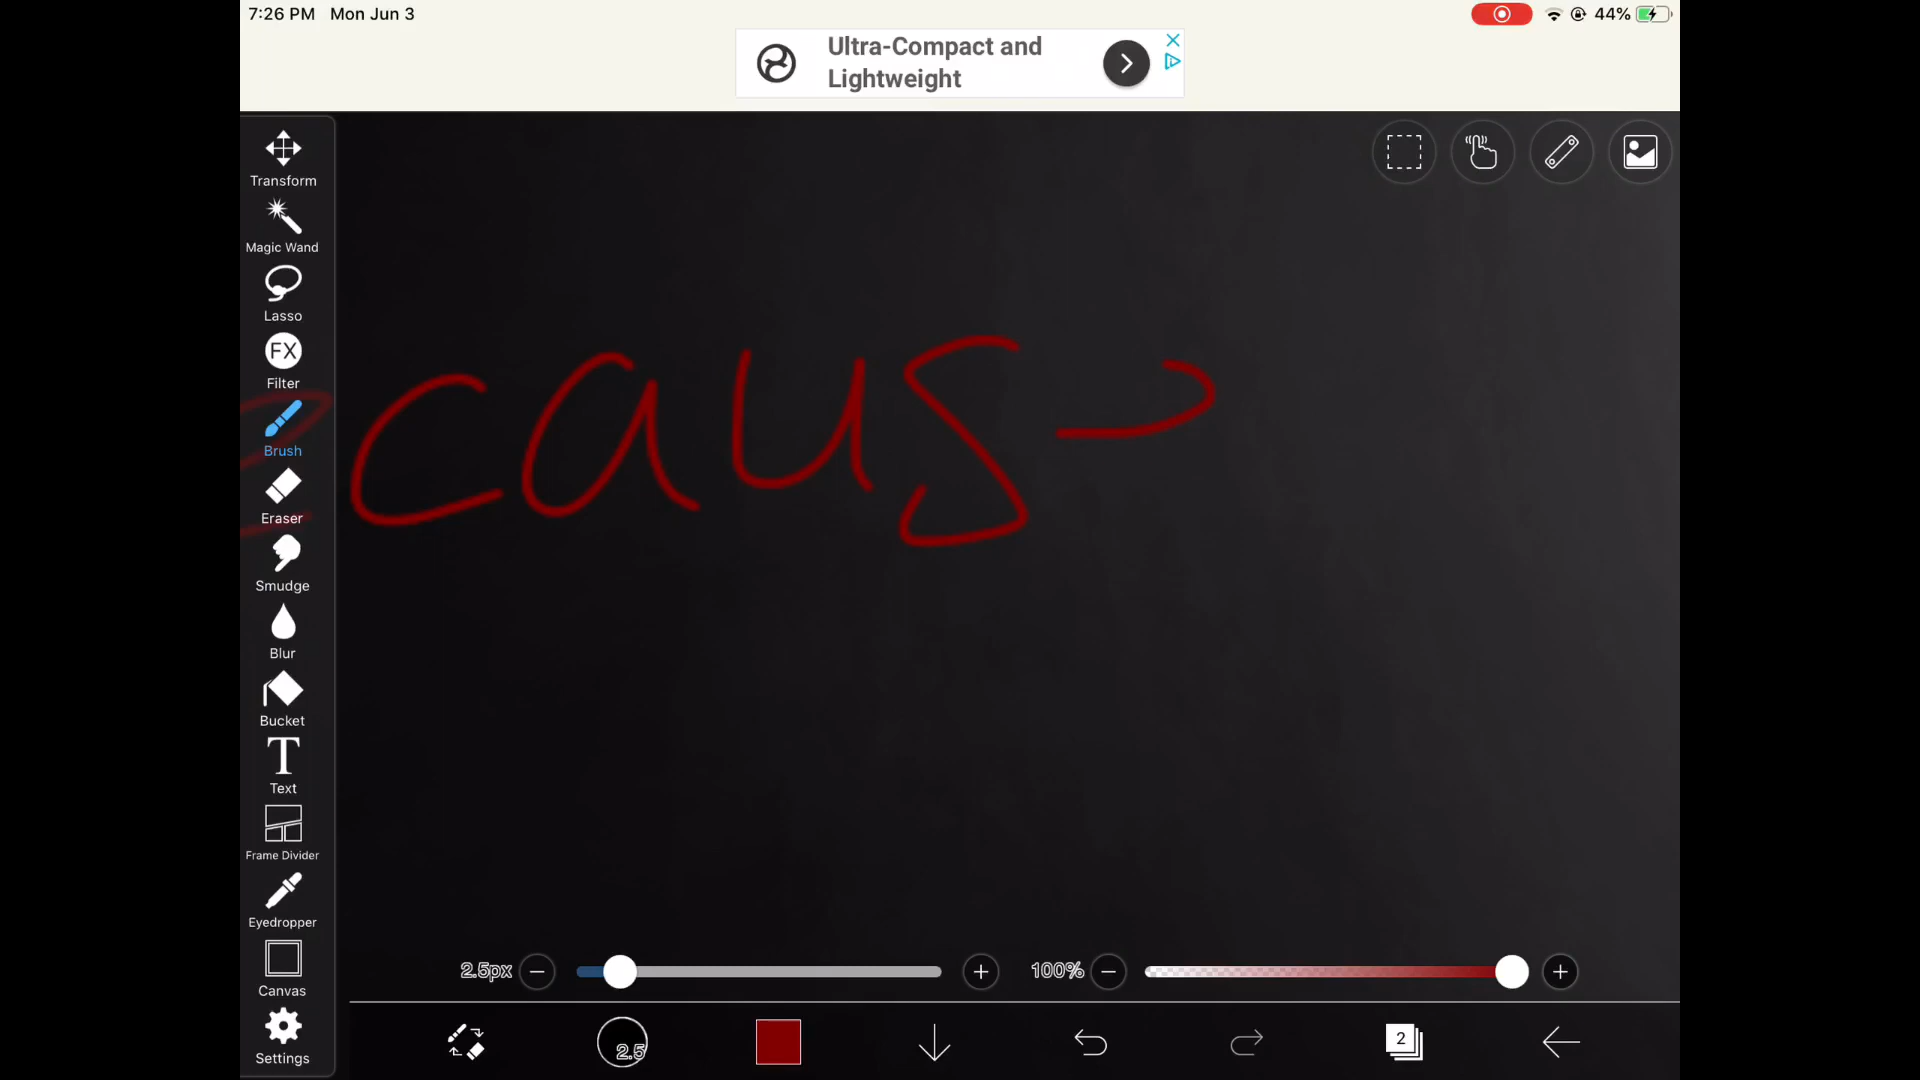 7:26 PM Mon Jun 3
44%
Ultra-Compact and
Lightweight
Transform
Magic Wand
Lasso
FX
Filter
Brush
Eraser
Smudge
Blur
Bucket
T
Text
Frame Divider
Eyedropper
Canvas
Settings
caus
2.5px
100%
2.5
2